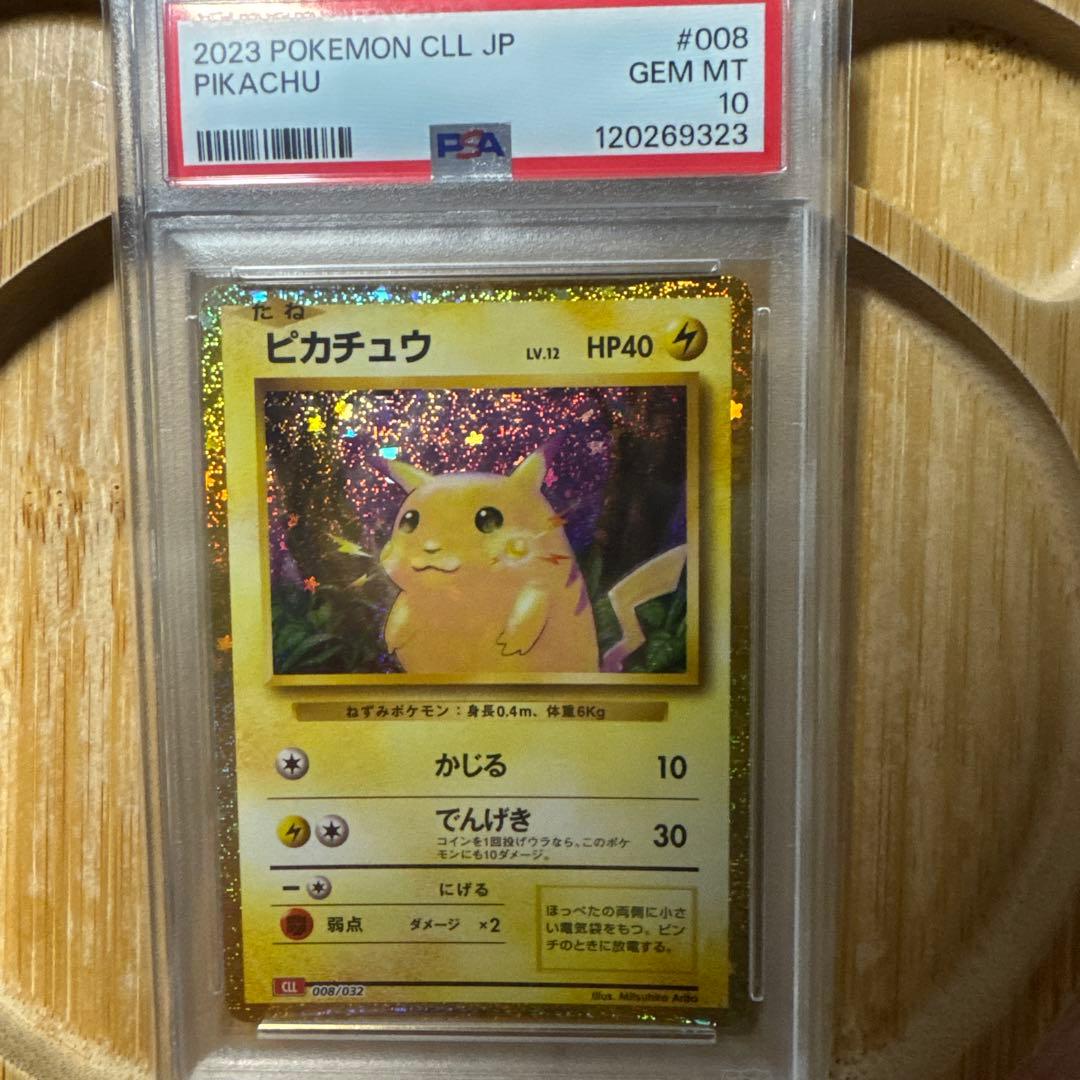 2023 POKEMON CLL JP #008
PIKACHU GEM MT
10
PSA 120269323
たね
ピカチュウ LV.12 HP40
ねずみポケモン：身長0.4m、体重6Kg
かじる 10
でんげき 30
コインを1回投げウラなら、このポケ
モンにも10ダメージ。
にげる
弱点 ダメージ ×2
ほっぺたの両側に小さ
い電気袋をもつ。ピン
チのときに放電する。
CLL 008/032
Illus. Mitsuhiro Arita